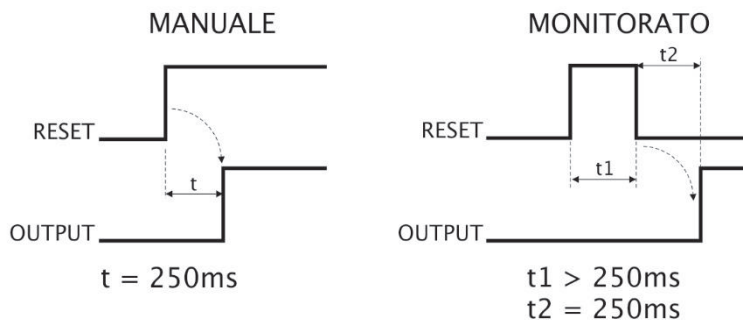 MANUALE
RESET
t
OUTPUT
t = 250ms
MONITORATO
t2
RESET
t1
OUTPUT
t1 > 250ms
t2 = 250ms